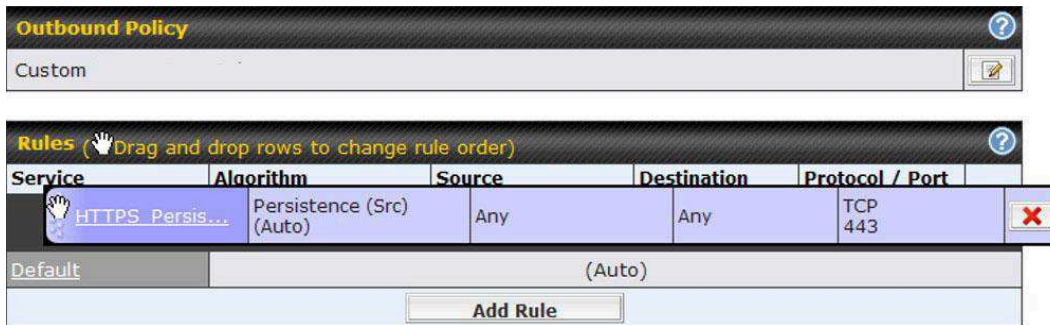 Outbound Policy
Custom
Rules (Drag and drop rows to change rule order)
Service Algorithm Source Destination Protocol / Port
HTTPS_Persis... Persistence (Src) (Auto) Any Any TCP 443
Default (Auto)
Add Rule